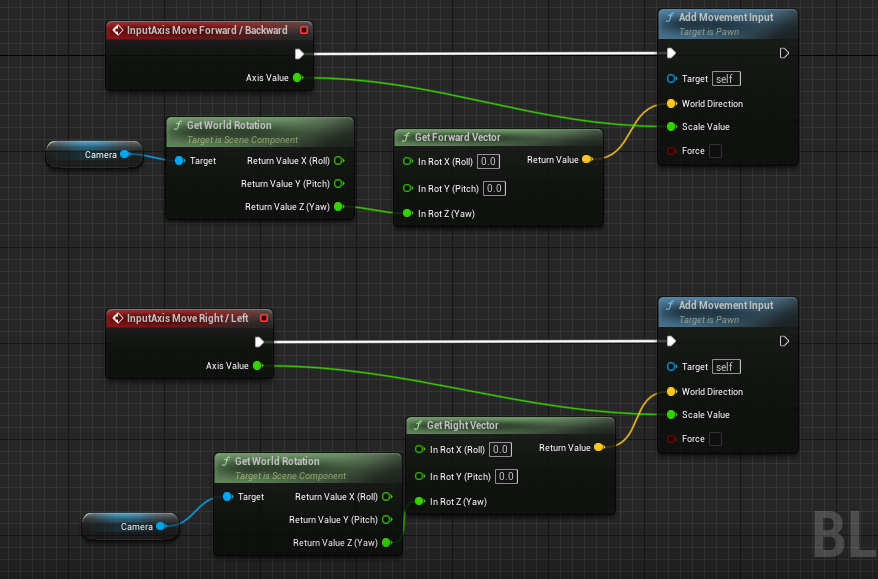 InputAxis Move Forward / Backward
Axis Value
Add Movement Input
Target is Pawn
Target self
World Direction
Scale Value
Force
Camera
Get World Rotation
Target is Scene Component
Target Return Value X (Roll)
Return Value Y (Pitch)
Return Value Z (Yaw)
Get Forward Vector
In Rot X (Roll) 0.0 Return Value
In Rot Y (Pitch) 0.0
In Rot Z (Yaw)
InputAxis Move Right / Left
Axis Value
Add Movement Input
Target is Pawn
Target self
World Direction
Scale Value
Force
Get Right Vector
In Rot X (Roll) 0.0 Return Value
In Rot Y (Pitch) 0.0
In Rot Z (Yaw)
Camera
Get World Rotation
Target is Scene Component
Target Return Value X (Roll)
Return Value Y (Pitch)
Return Value Z (Yaw)
BL